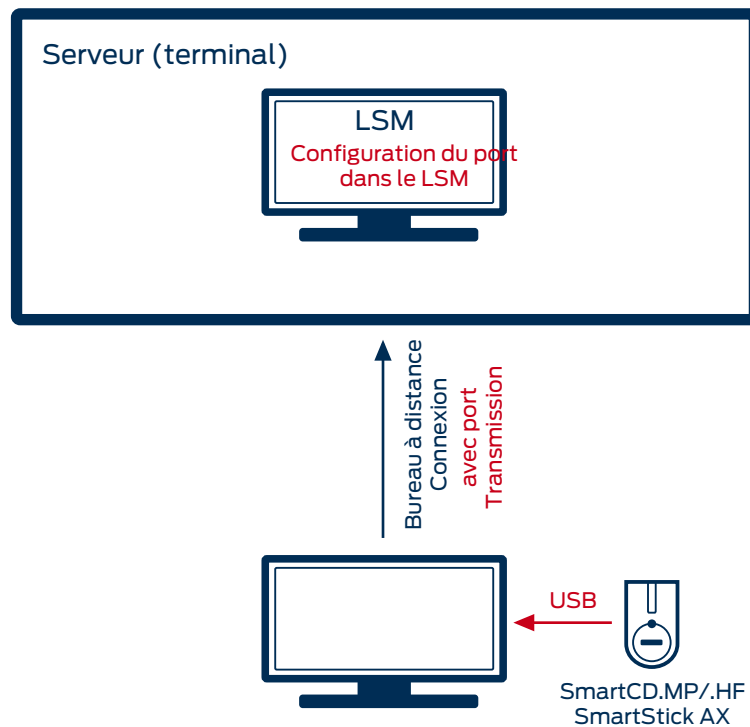 Serveur (terminal)
LSM
Configuration du port
dans le LSM
Bureau à distance
Connexion
avec port
Transmission
USB
SmartCD.MP/.HF
SmartStick AX